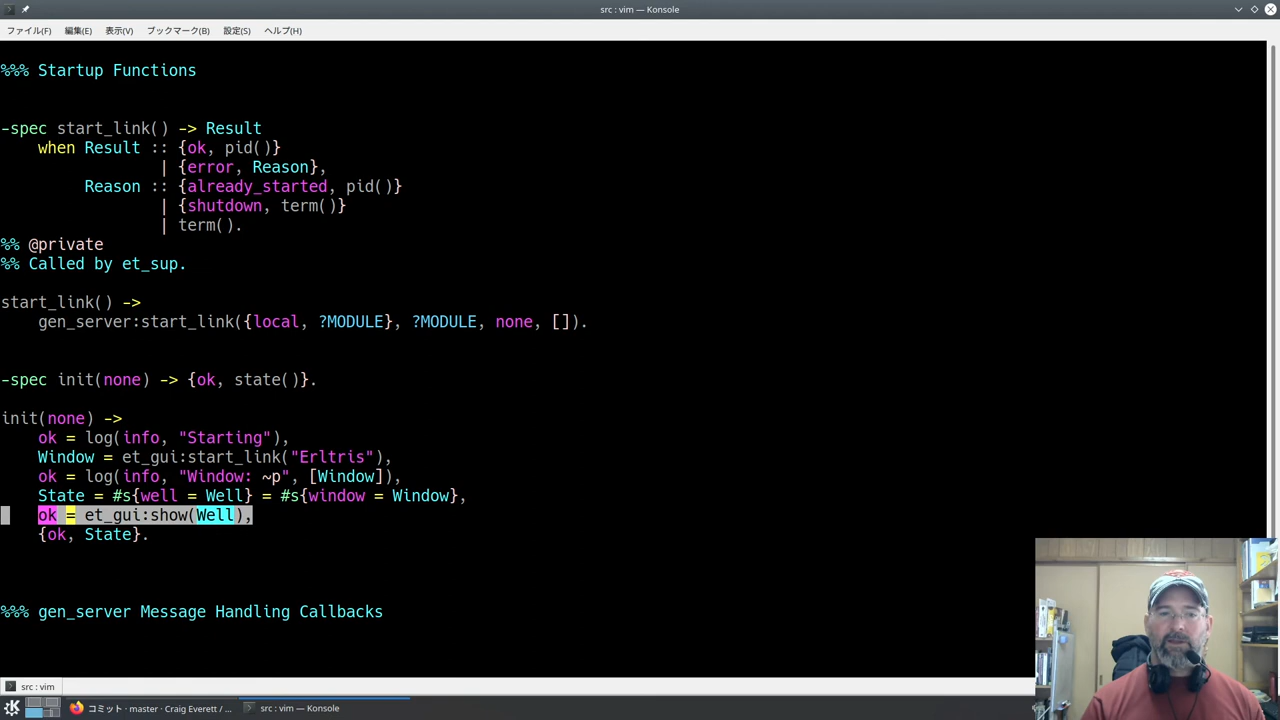 src : vim — Konsole
ファイル(F) 編集(E) 表示(V) ブックマーク(B) 設定(S) ヘルプ(H)
%%% Startup Functions
-spec start_link() -> Result
    when Result :: {ok, pid()}
                 | {error, Reason},
         Reason :: {already_started, pid()}
                 | {shutdown, term()}
                 | term().
%% @private
%% Called by et_sup.
start_link() ->
    gen_server:start_link({local, ?MODULE}, ?MODULE, none, []).
-spec init(none) -> {ok, state()}.
init(none) ->
    ok = log(info, "Starting"),
    Window = et_gui:start_link("Erltris"),
    ok = log(info, "Window: ~p", [Window]),
    State = #s{well = Well} = #s{window = Window},
    ok = et_gui:show(Well),
    {ok, State}.
%%% gen_server Message Handling Callbacks
src : vim
コミット · master · Craig Everett / ...
src : vim — Konsole